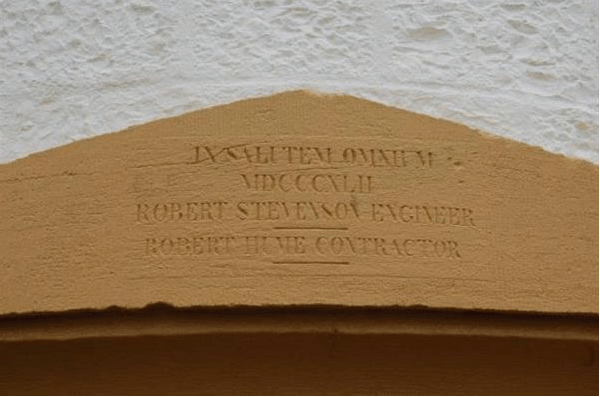 IN SALUTEM OMNIUM
MDCCCXLII
ROBERT STEVENSON ENGINEER
ROBERT HUME CONTRACTOR